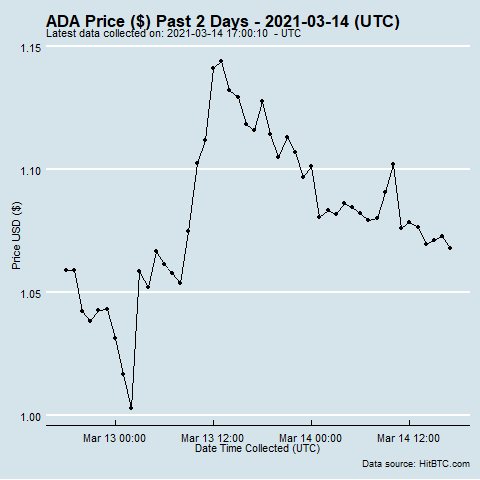 ADA Price ($) Past 2 Days - 2021-03-14 (UTC)
Latest data collected on: 2021-03-14 17:00:10  - UTC
1.15
1.10
1.05
1.00
Price USD ($)
Mar 13 00:00 Mar 13 12:00 Mar 14 00:00 Mar 14 12:00
Date Time Collected (UTC)
Data source: HitBTC.com